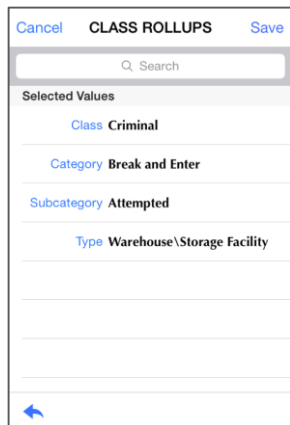 Cancel CLASS ROLLUPS Save
Search
Selected Values
Class Criminal
Category Break and Enter
Subcategory Attempted
Type Warehouse\Storage Facility